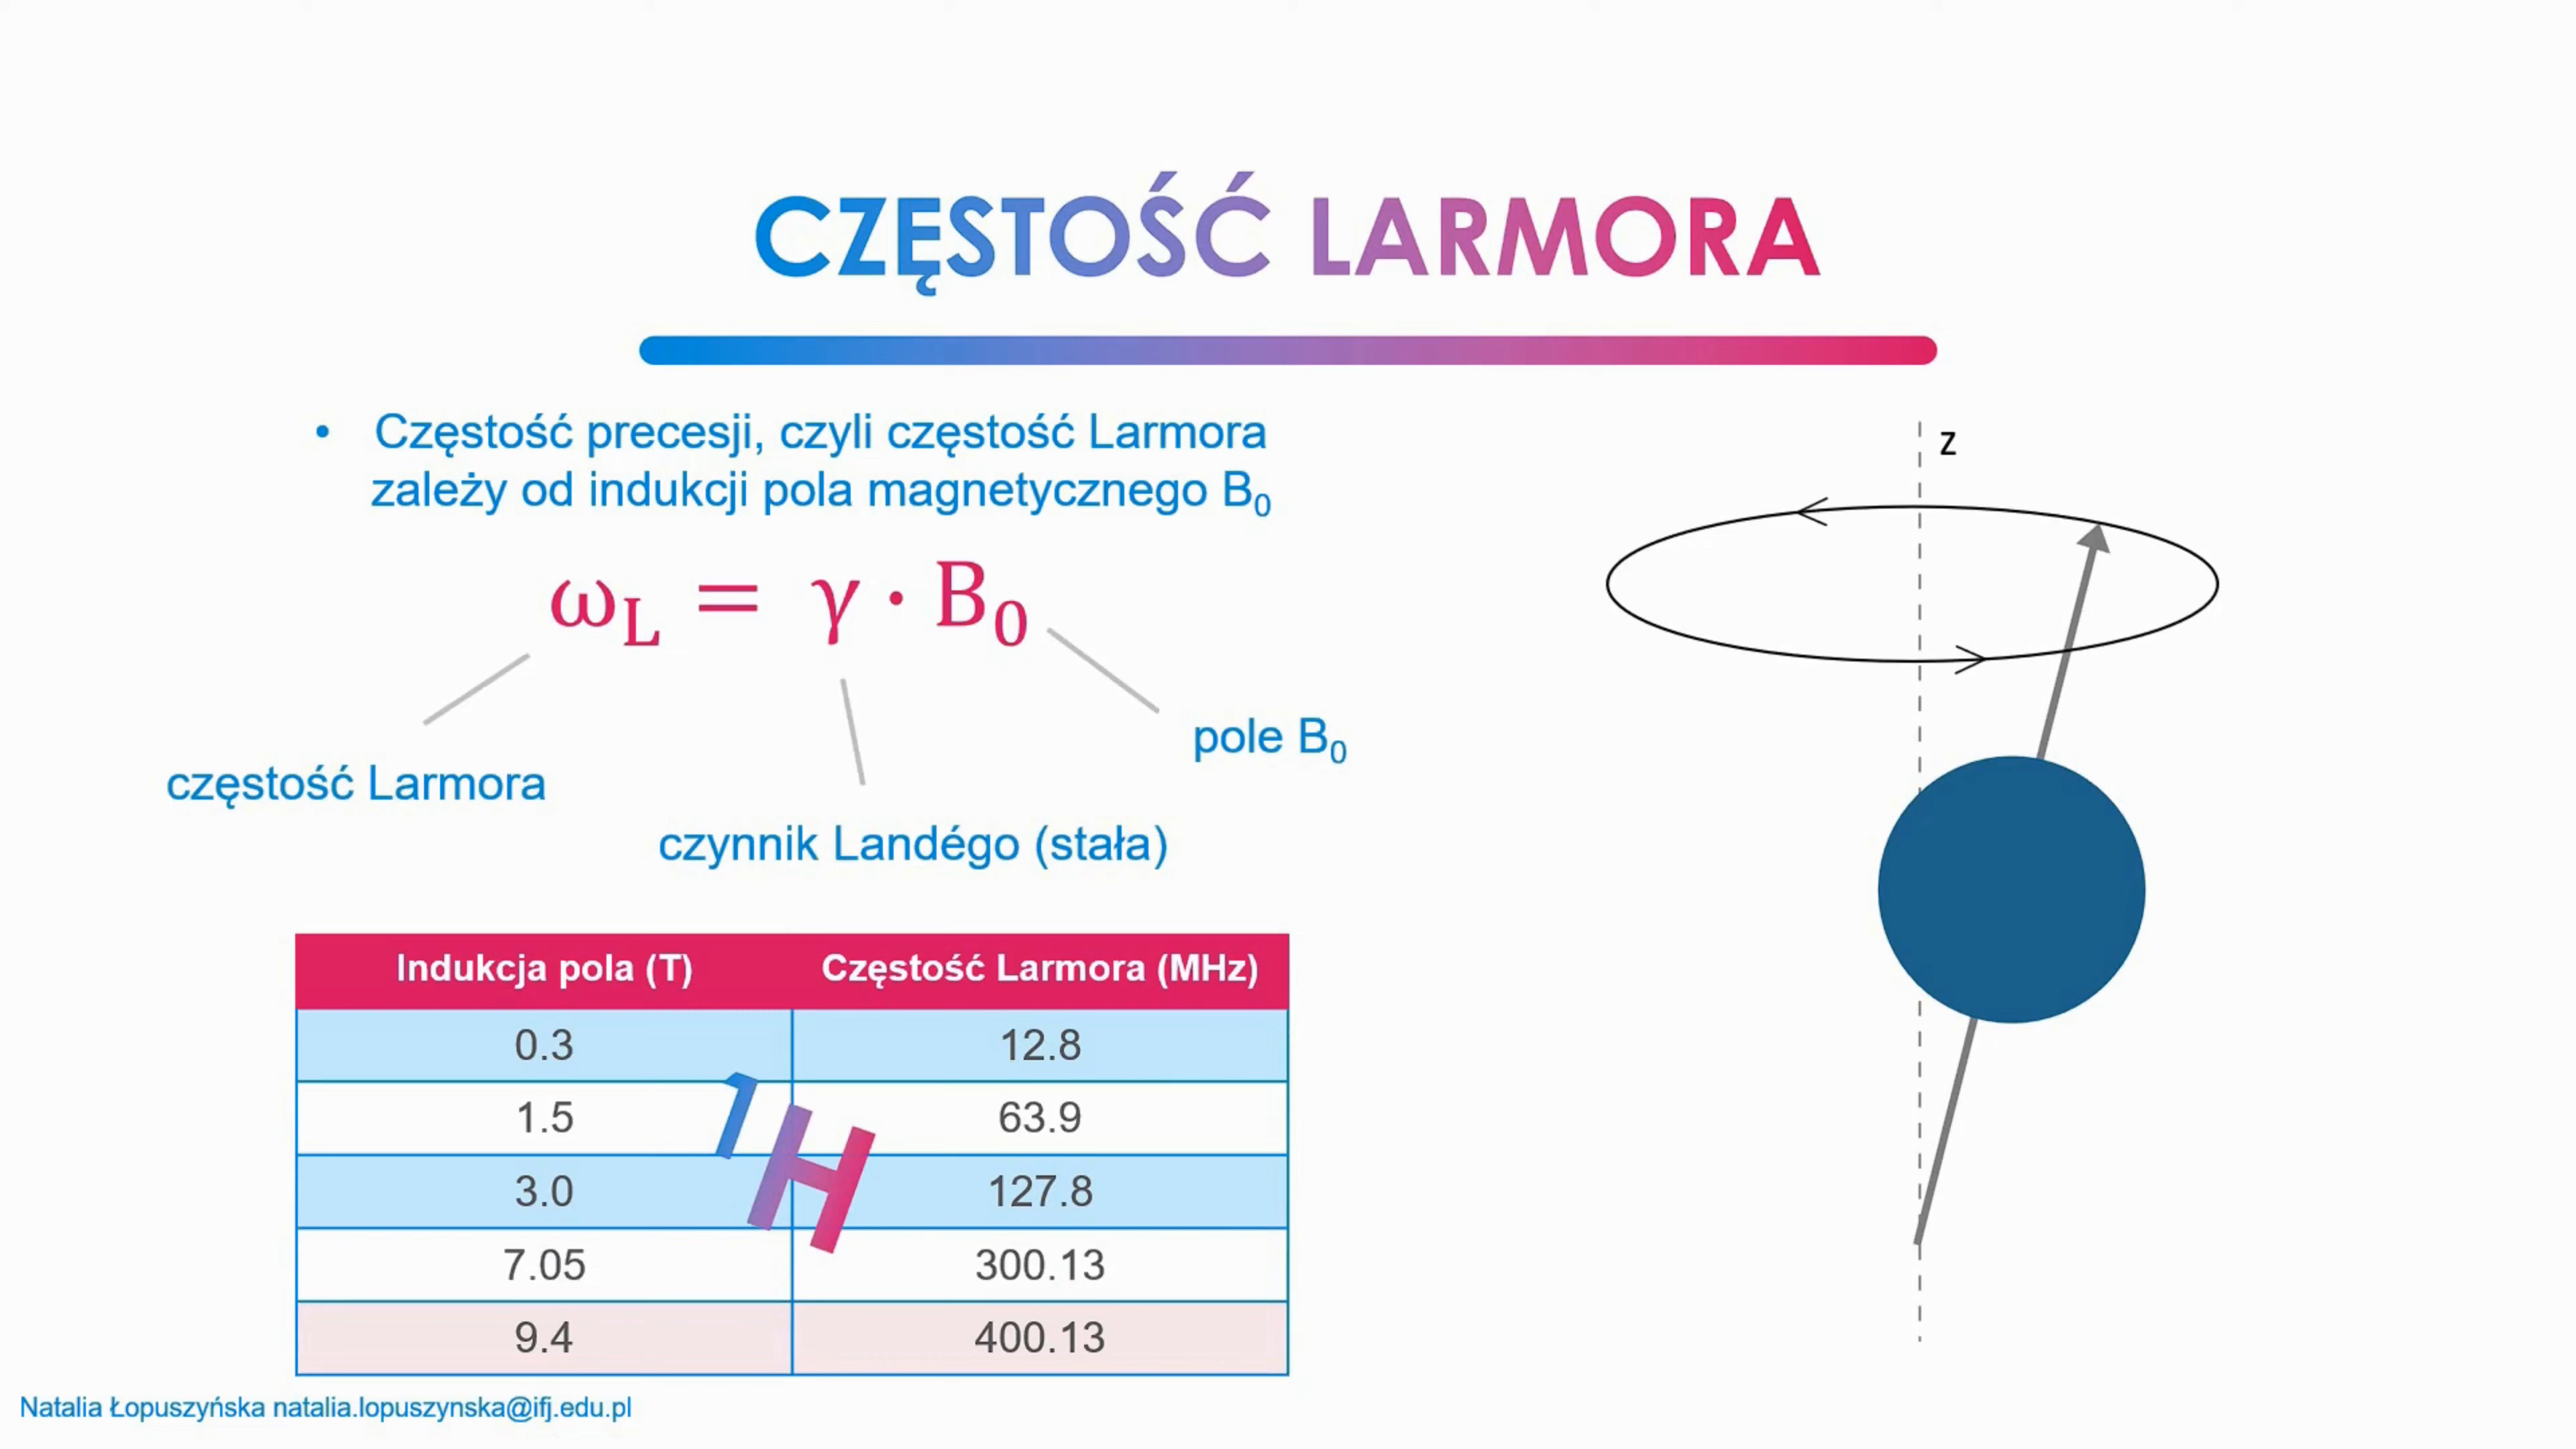 CZĘSTOŚĆ LARMORA
• Częstość precesji, czyli częstość Larmora
zależy od indukcji pola magnetycznego B₀
z
ω_L = γ · B₀
częstość Larmora
pole B₀
czynnik Landégo (stała)
Indukcja pola (T) Częstość Larmora (MHz)
0.3 12.8
1.5 63.9
3.0 127.8
7.05 300.13
9.4 400.13
1H
Natalia Łopuszyńska natalia.lopuszynska@ifj.edu.pl